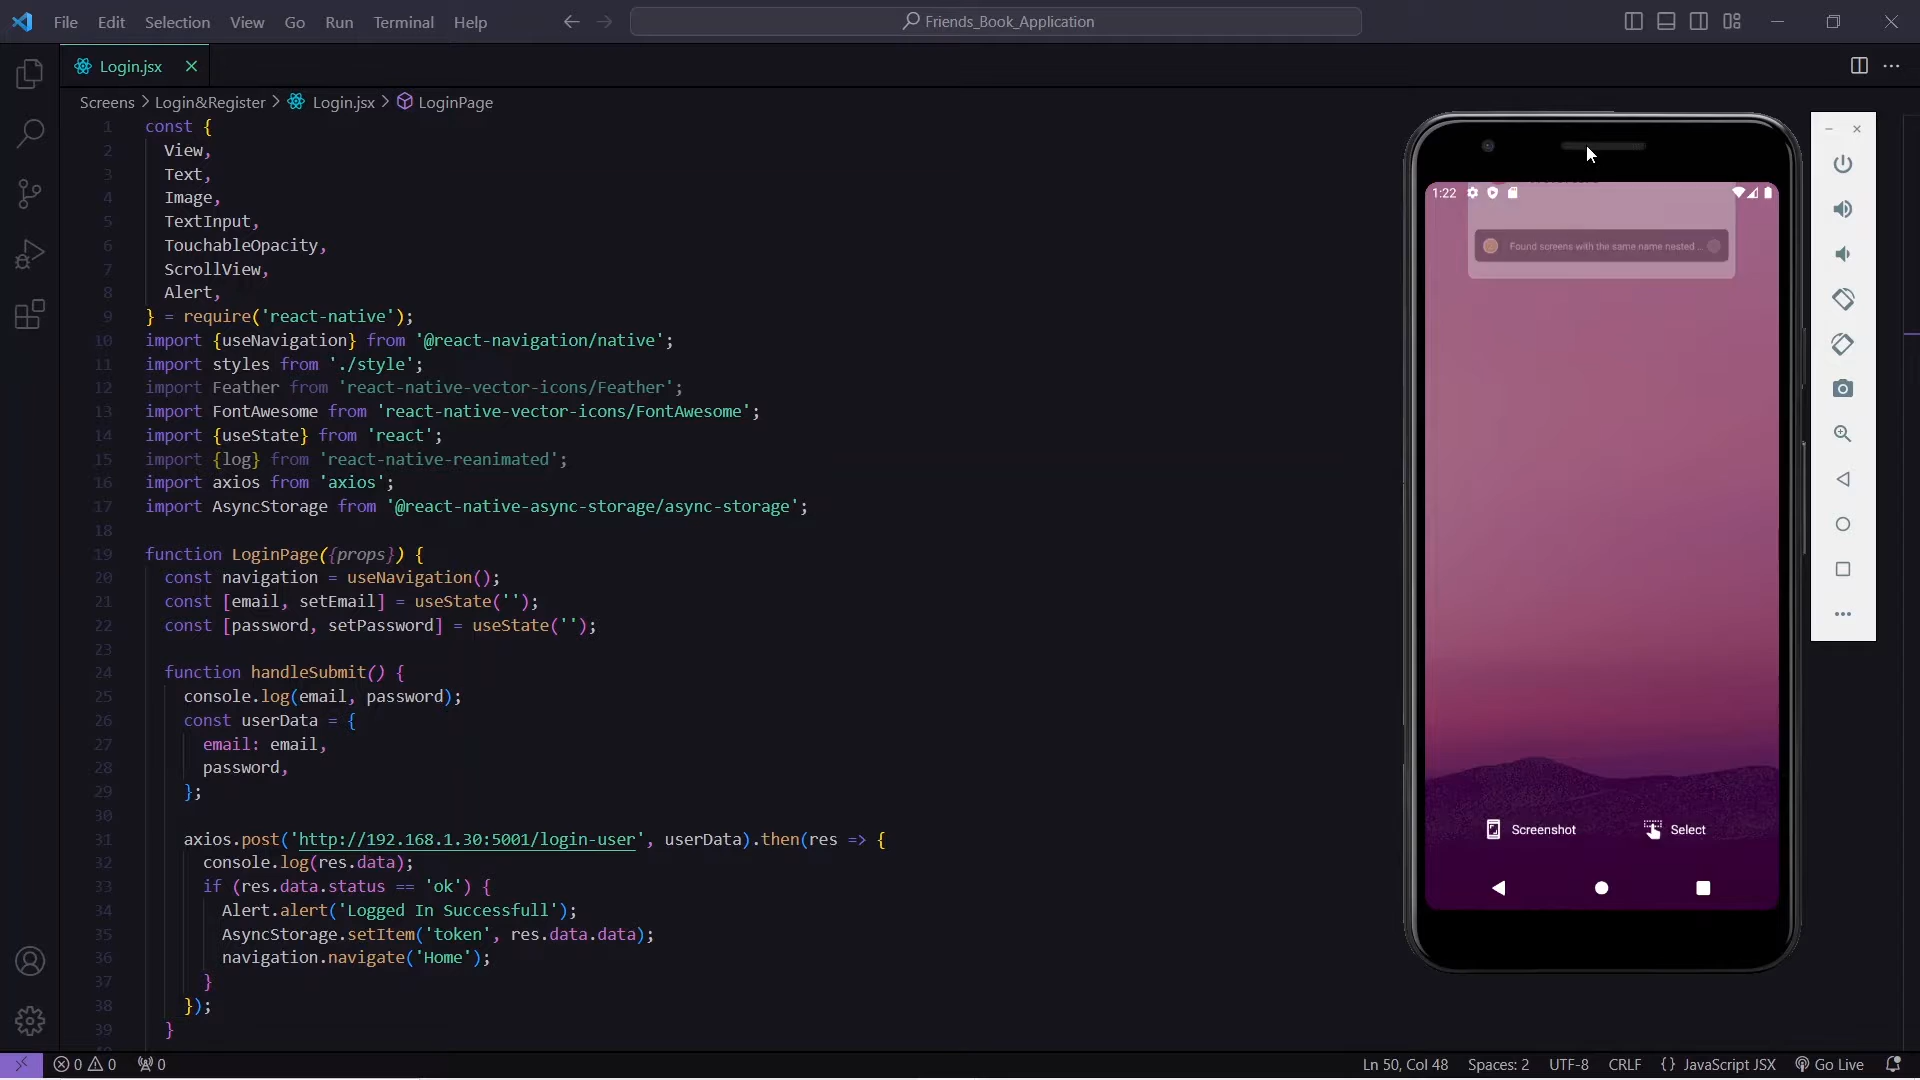 File Edit Selection View Go Run Terminal Help
Friends_Book_Application
Login.jsx
Screens > Login&Register > Login.jsx > LoginPage
1 const {
2 View,
3 Text,
4 Image,
5 TextInput,
6 TouchableOpacity,
7 ScrollView,
8 Alert,
9 } = require('react-native');
10 import {useNavigation} from '@react-navigation/native';
11 import styles from './style';
12 import Feather from 'react-native-vector-icons/Feather';
13 import FontAwesome from 'react-native-vector-icons/FontAwesome';
14 import {useState} from 'react';
15 import {log} from 'react-native-reanimated';
16 import axios from 'axios';
17 import AsyncStorage from '@react-native-async-storage/async-storage';
18
19 function LoginPage({props}) {
20 const navigation = useNavigation();
21 const [email, setEmail] = useState('');
22 const [password, setPassword] = useState('');
23
24 function handleSubmit() {
25 console.log(email, password);
26 const userData = {
27 email: email,
28 password,
29 };
30
31 axios.post('http://192.168.1.30:5001/login-user', userData).then(res => {
32 console.log(res.data);
33 if (res.data.status == 'ok') {
34 Alert.alert('Logged In Successfull');
35 AsyncStorage.setItem('token', res.data.data);
36 navigation.navigate('Home');
37 }
38 });
39 }
1:22
Found screens with the same name nested ...
Screenshot Select
0 0 0
Ln 50, Col 48 Spaces: 2 UTF-8 CRLF {} JavaScript JSX Go Live